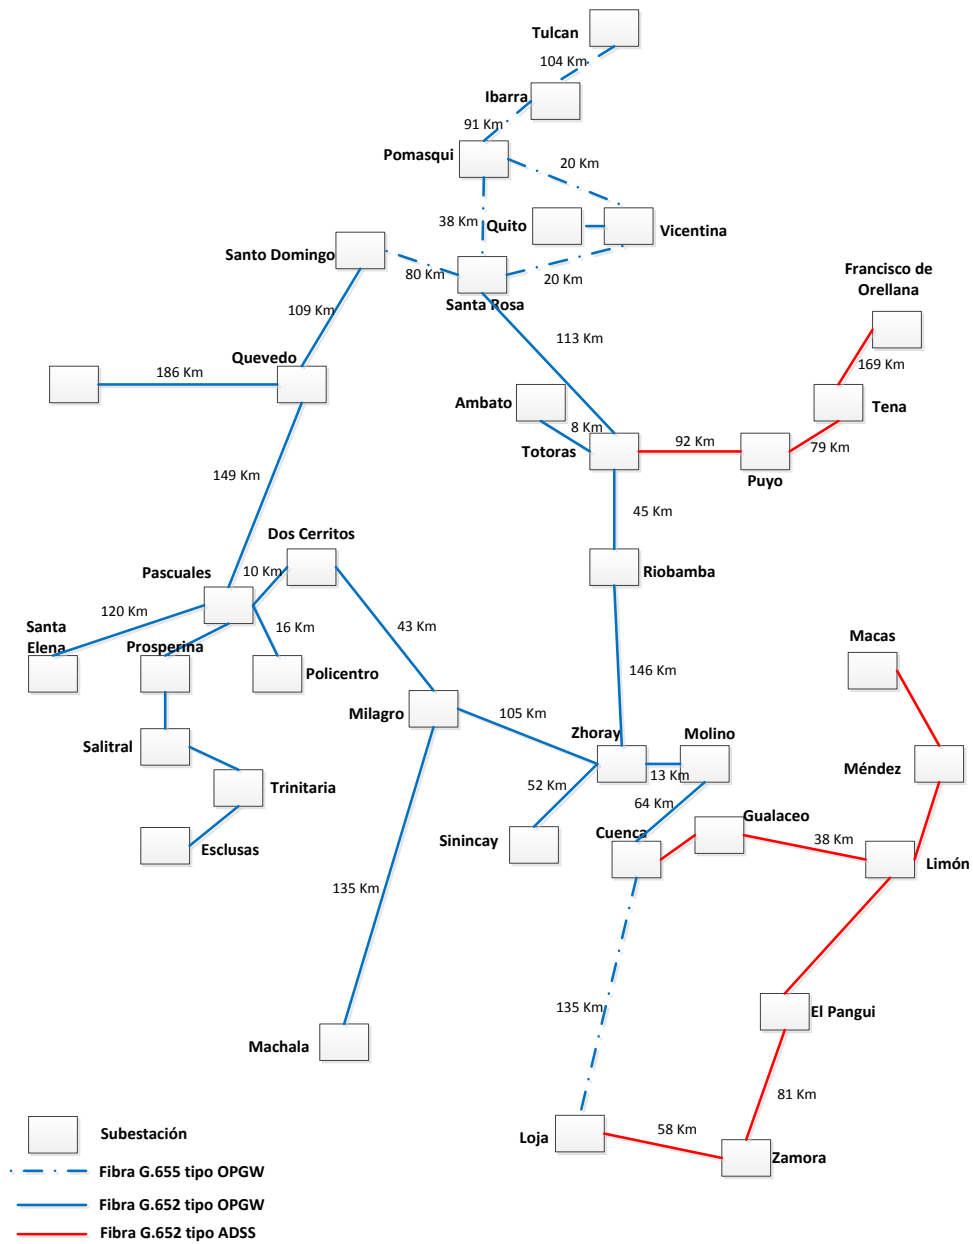 Tulcan
104 Km
Ibarra
91 Km
Pomasqui
20 Km
38 Km
Quito
Vicentina
Santo Domingo
80Km
20 Km
Santa Rosa
Francisco de
Orellana
109Km
113 Km
Quevedo
186 Km
169 Km
Ambato
Tena
8 Km
Totoras
92 Km
79 Km
Puyo
149 Km
45 Km
Dos Cerritos
Pascuales
10 Km
Riobamba
120 Km
Santa
Elena
16 Km
43 Km
Prosperina
Macas
Policentro
146 Km
Milagro
105 Km
Zhoray
Molino
Salitral
Méndez
13 Km
52 Km
Trinitaria
64 Km
Gualaceo
Cuenca
Sinincay
38 Km
Esclusas
Limón
135 Km
135 Km
El Pangui
Machala
81 Km
Loja
58 Km
Zamora
Subestación
Fibra G.655 tipo OPGW
Fibra G.652 tipo OPGW
Fibra G.652 tipo ADSS